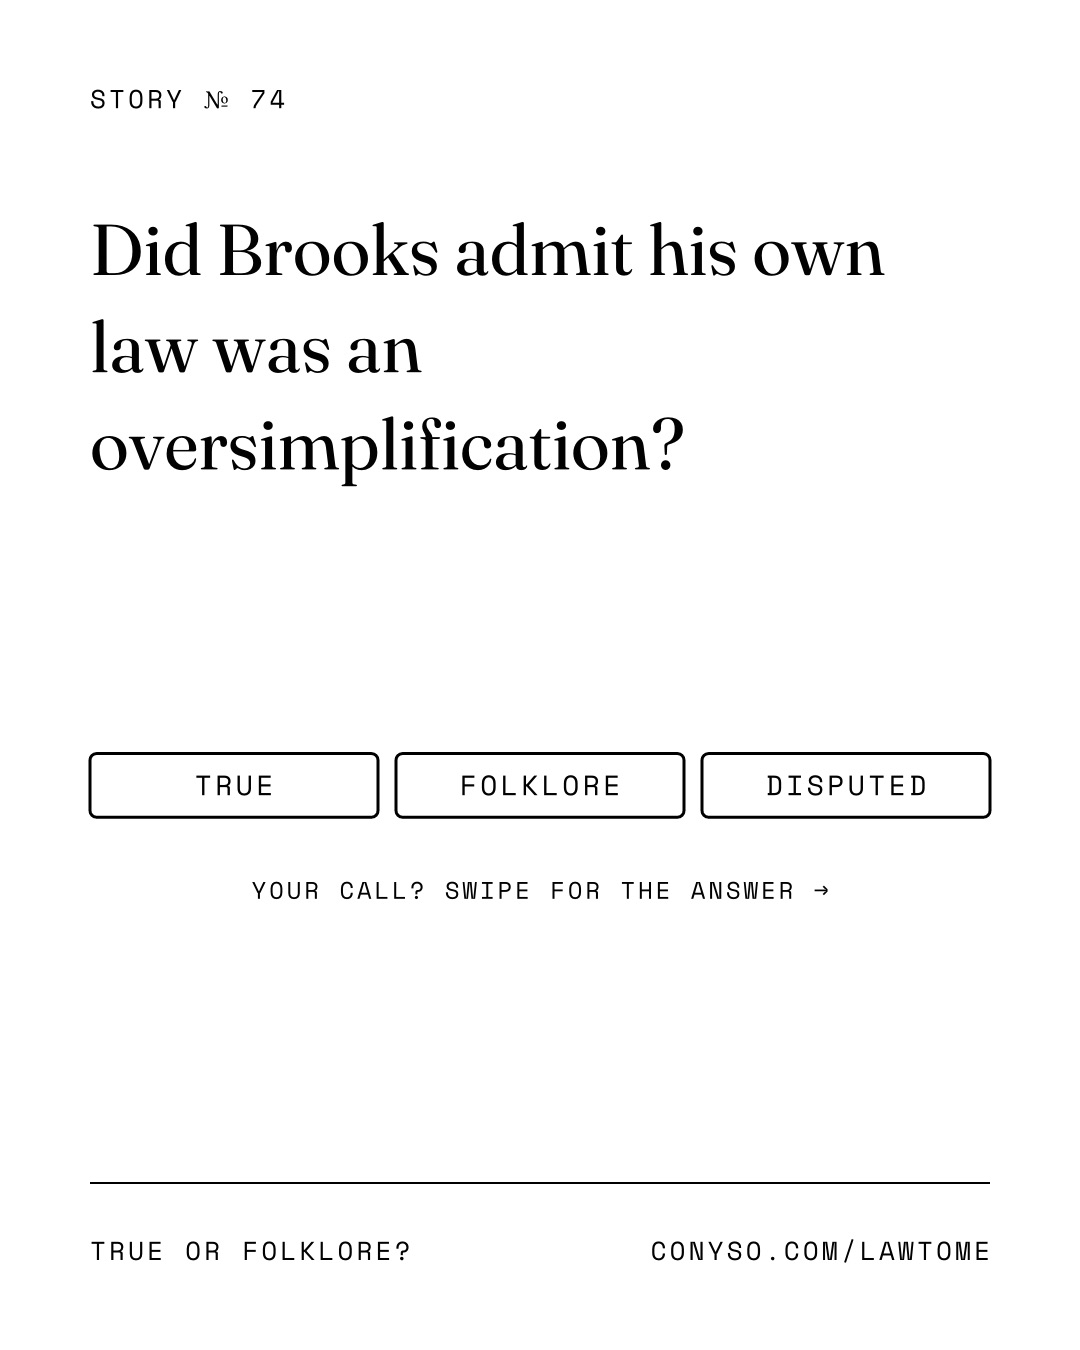 STORY № 74
Did Brooks admit his own
law was an
oversimplification?
TRUE
FOLKLORE
DISPUTED
YOUR CALL? SWIPE FOR THE ANSWER →
TRUE OR FOLKLORE?
CONYSO.COM/LAWTOME